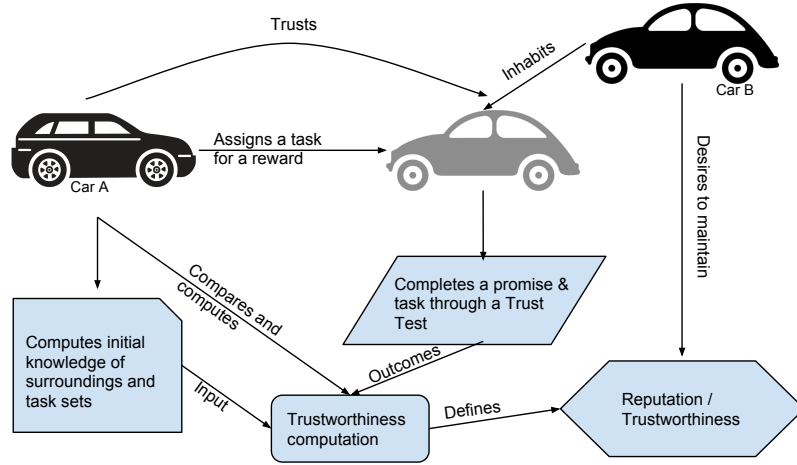 Trusts
Inhabits
Car B
Assigns a task
for a reward
Car A
Desires to maintain
Compares and
computes
Completes a promise &
task through a Trust
Test
Computes initial
knowledge of
surroundings and
task sets
Outcomes
Input
Trustworthiness
computation
Defines
Reputation /
Trustworthiness